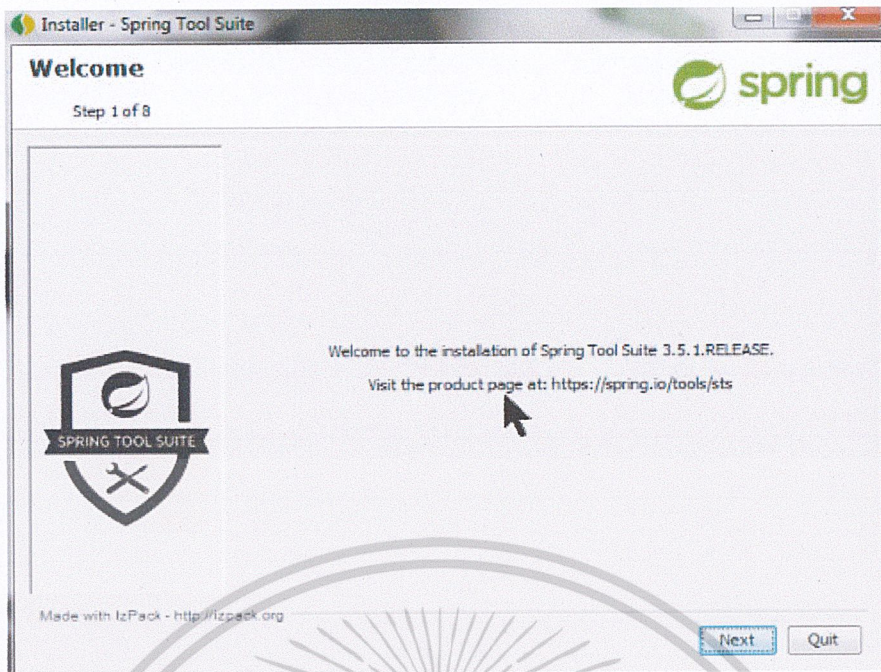 Installer - Spring Tool Suite
Welcome
Step 1 of 8
spring
Welcome to the installation of Spring Tool Suite 3.5.1.RELEASE.
Visit the product page at: https://spring.io/tools/sts
SPRING TOOL SUITE
Made with IzPack - http://izpack.org
Next
Quit